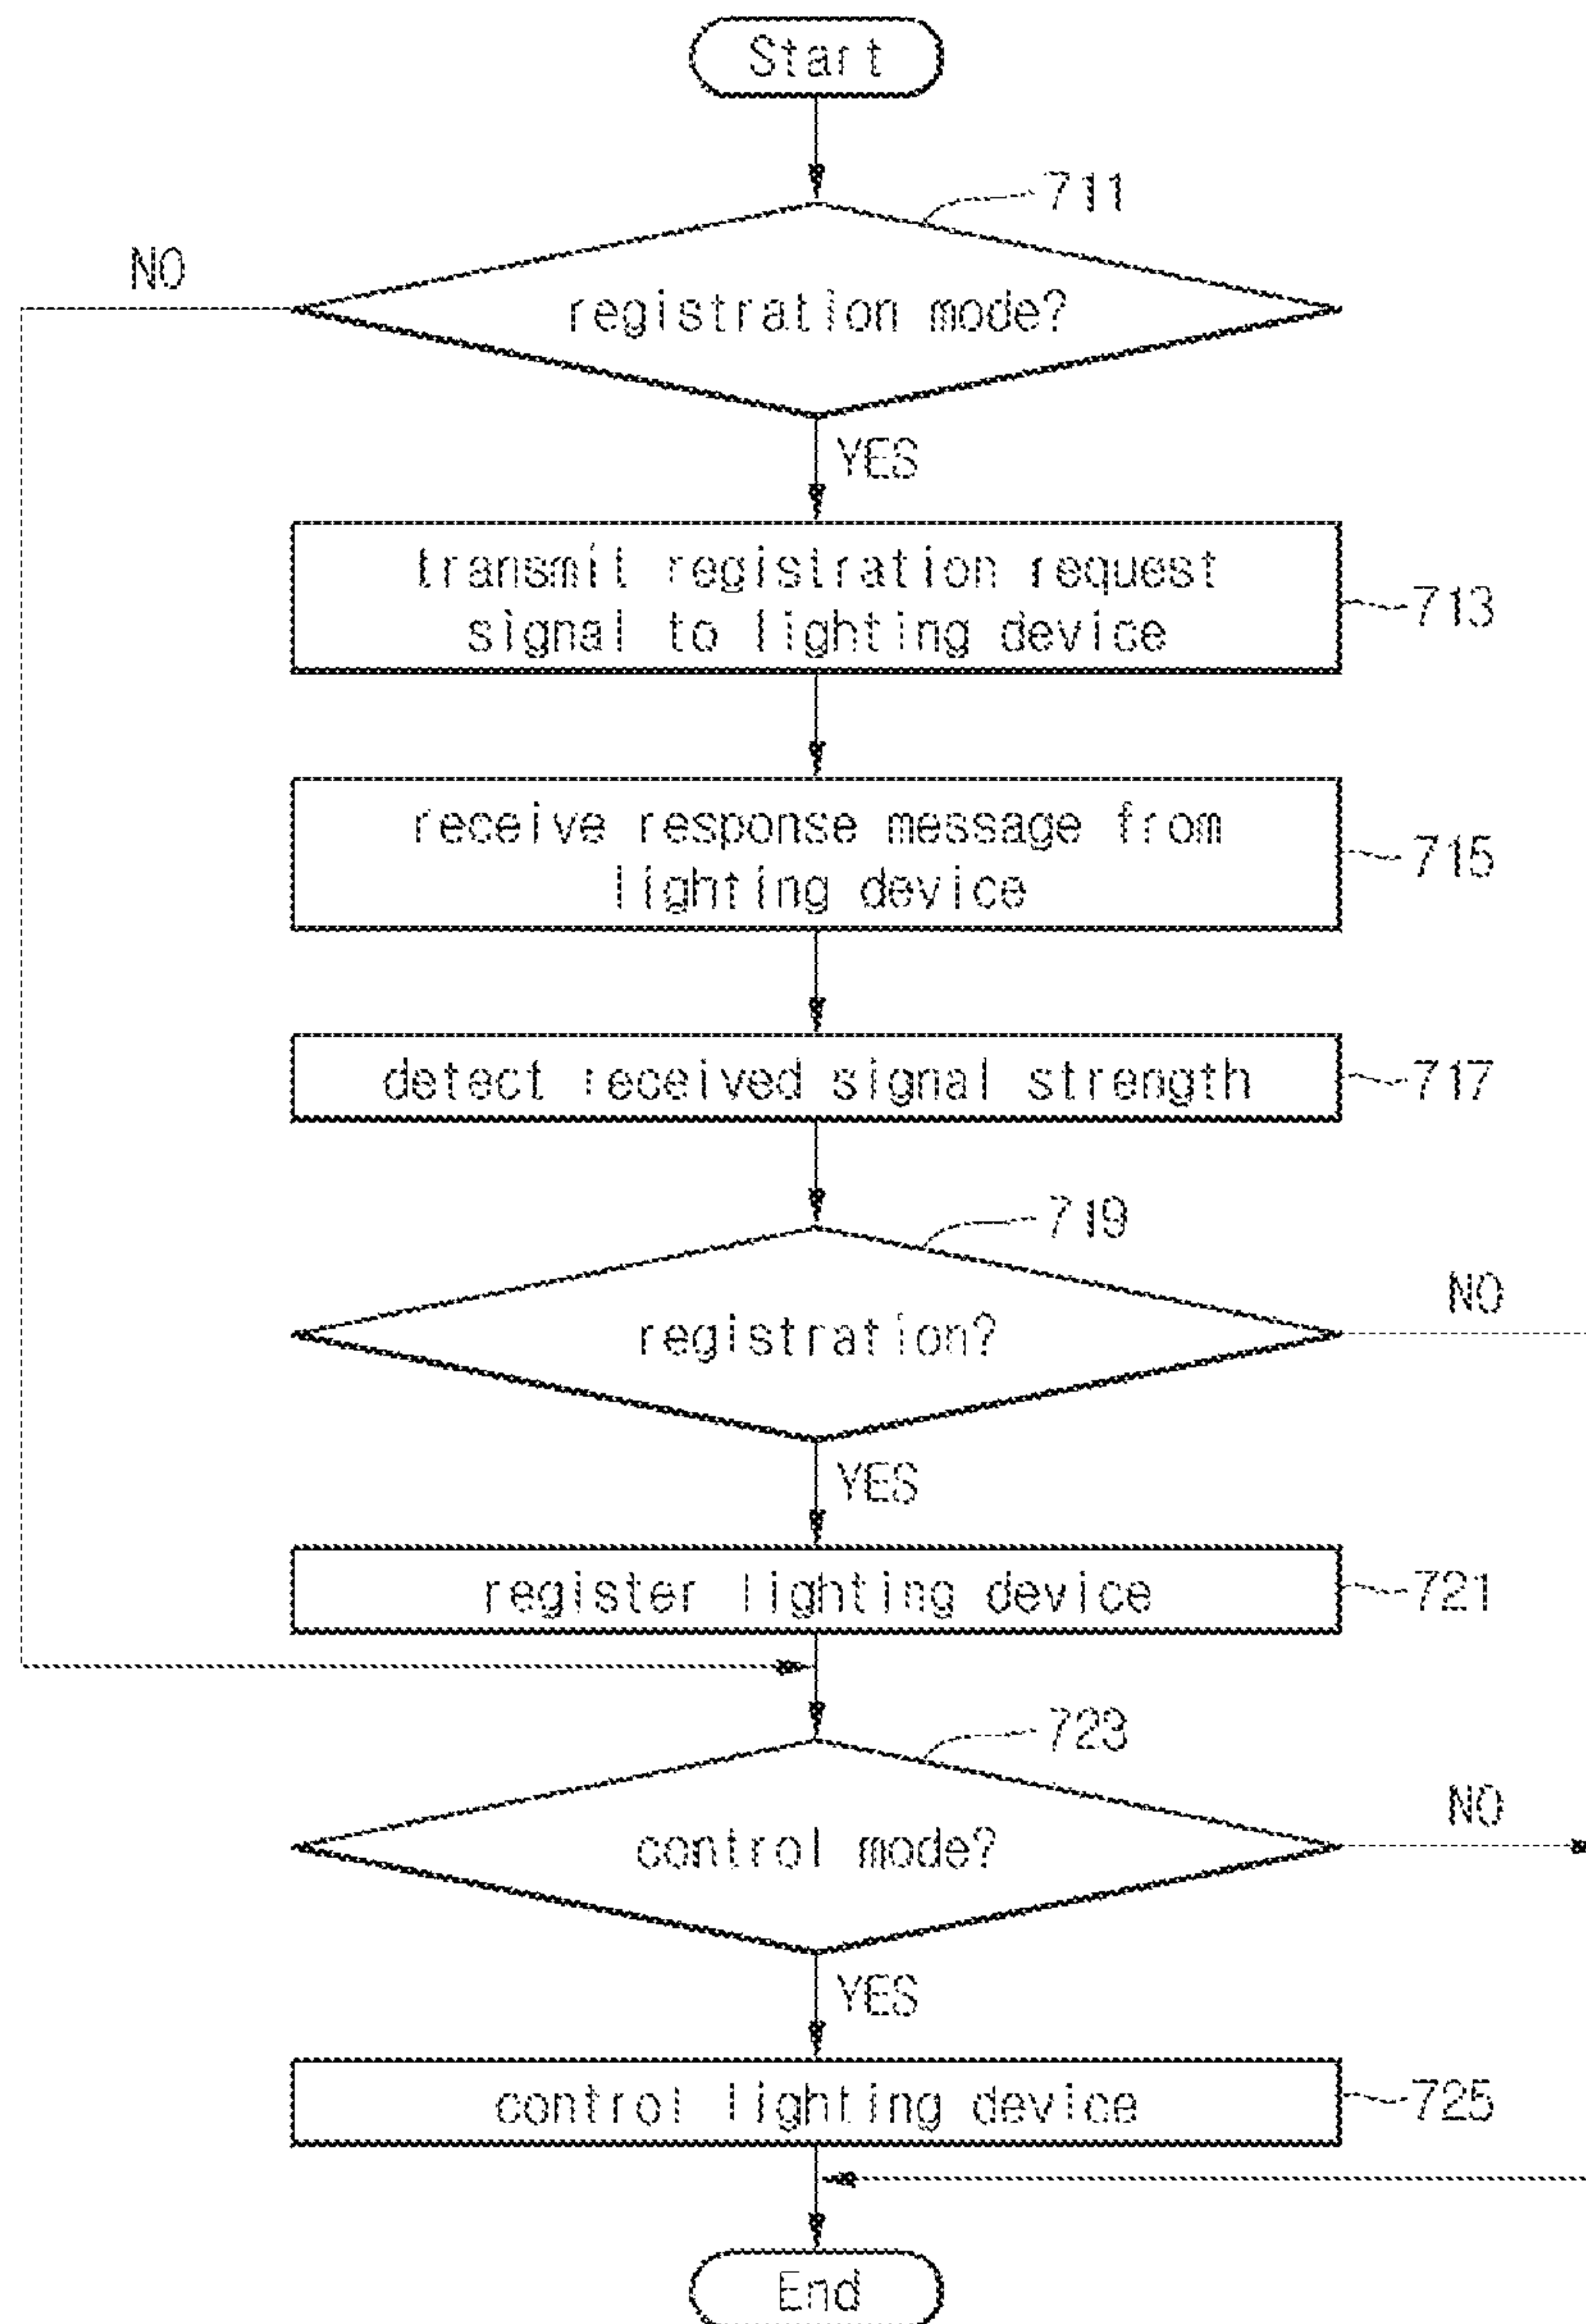 Start
711
NO
registration mode?
YES
transmit registration request
signal to lighting device
713
receive response message from
lighting device
715
detect received signal strength
717
719
NO
registration?
YES
register lighting device
721
723
NO
control mode?
YES
control lighting device
725
End